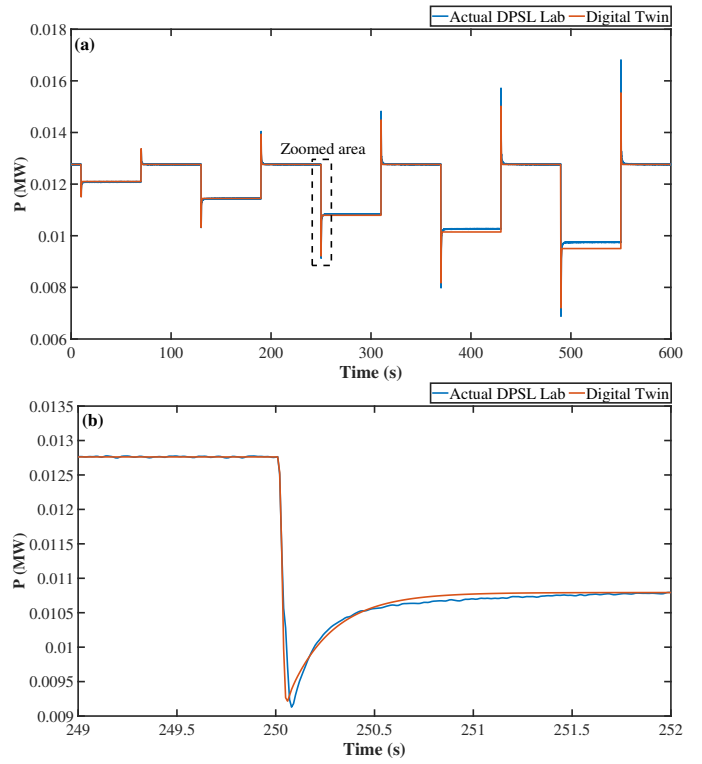 Actual DPSL Lab Digital Twin
0.018
(a)
0.016
0.014
Zoomed area
0.012
P (MW)
0.01
0.008
0.006
0 100 200 300 400 500 600
Time (s)
Actual DPSL Lab Digital Twin
0.0135
(b)
0.013
0.0125
0.012
0.0115
P (MW)
0.011
0.0105
0.01
0.0095
0.009
249 249.5 250 250.5 251 251.5 252
Time (s)